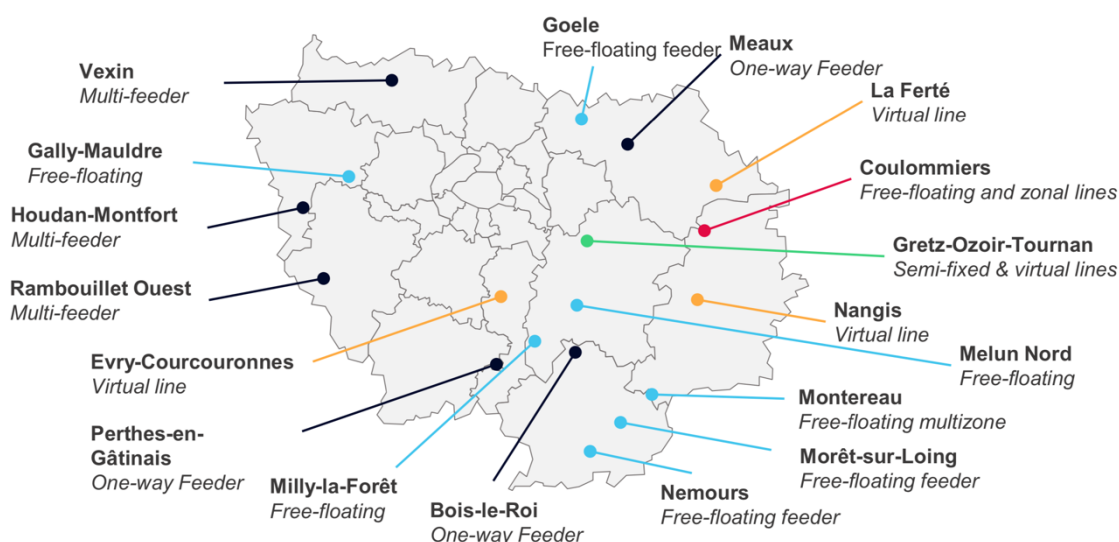 Goele
Free-floating feeder
Meaux
One-way Feeder
Vexin
Multi-feeder
La Ferté
Virtual line
Gally-Mauldre
Free-floating
Coulommiers
Free-floating and zonal lines
Houdan-Montfort
Multi-feeder
Gretz-Ozoir-Tournan
Semi-fixed & virtual lines
Rambouillet Ouest
Multi-feeder
Nangis
Virtual line
Evry-Courcouronnes
Virtual line
Melun Nord
Free-floating
Montereau
Free-floating multizone
Perthes-en-
Gâtinais
One-way Feeder
Morêt-sur-Loing
Free-floating feeder
Milly-la-Forêt
Free-floating
Bois-le-Roi
One-way Feeder
Nemours
Free-floating feeder